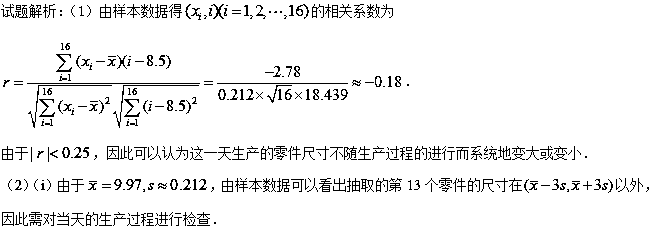 试题解析：(1) 由样本数据得 $(x_i, i)(i=1,2,\cdots,16)$ 的相关系数为
$r=\dfrac{\sum_{i=1}^{16}(x_i-\bar{x})(i-8.5)}{\sqrt{\sum_{i=1}^{16}(x_i-\bar{x})^2}\sqrt{\sum_{i=1}^{16}(i-8.5)^2}}=\dfrac{-2.78}{0.212\times\sqrt{16}\times18.439}\approx-0.18$．
由于 $|r|<0.25$，因此可以认为这一天生产的零件尺寸不随生产过程的进行而系统地变大或变小．
(2) (i) 由于 $\bar{x}=9.97,s\approx0.212$，由样本数据可以看出抽取的第 13 个零件的尺寸在 $(\bar{x}-3s,\bar{x}+3s)$ 以外，
因此需对当天的生产过程进行检查．